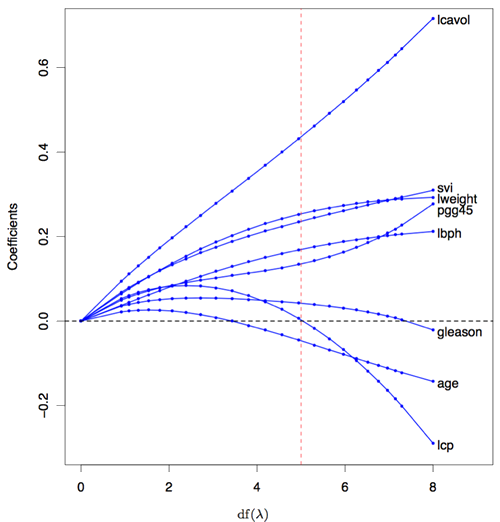 lcavol
0.6
0.4
Coefficients
svi
lweight
pgg45
0.2
lbph
0.0
gleason
age
−0.2
lcp
0 2 4 6 8
df(λ)